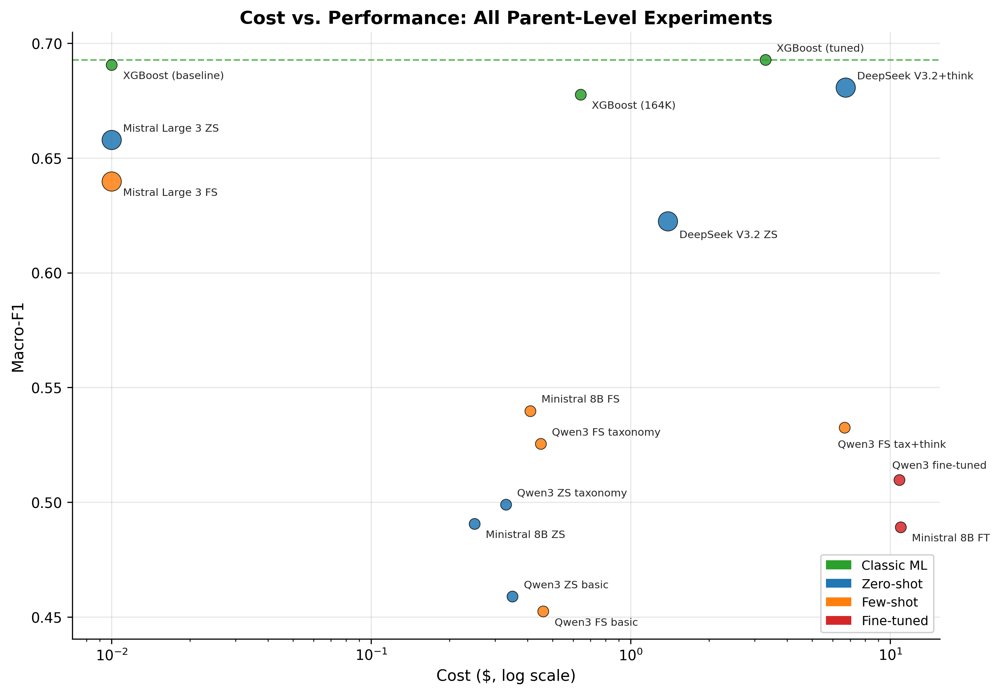 Cost vs. Performance: All Parent-Level Experiments
0.70
0.65
0.60
0.55
0.50
0.45
Macro-F1
XGBoost (tuned)
XGBoost (baseline)
DeepSeek V3.2+think
XGBoost (164K)
Mistral Large 3 ZS
Mistral Large 3 FS
DeepSeek V3.2 ZS
Ministral 8B FS
Qwen3 FS taxonomy
Qwen3 FS tax+think
Qwen3 fine-tuned
Qwen3 ZS taxonomy
Ministral 8B ZS
Ministral 8B FT
Qwen3 ZS basic
Qwen3 FS basic
Classic ML
Zero-shot
Few-shot
Fine-tuned
10⁻² 10⁻¹ 10⁰ 10¹
Cost ($, log scale)